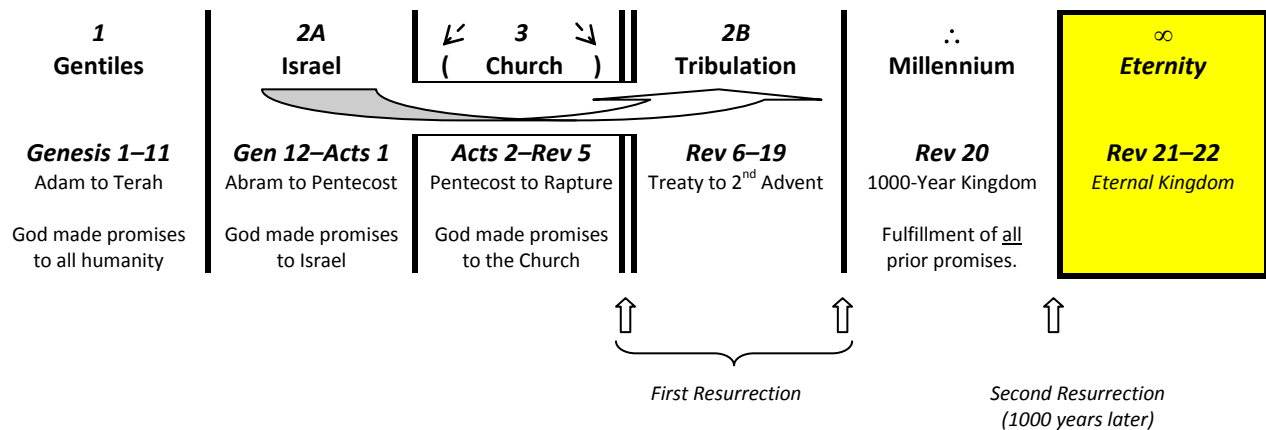 1
Gentiles
Genesis 1–11
Adam to Terah
God made promises
to all humanity
2A
Israel
Gen 12–Acts 1
Abram to Pentecost
God made promises
to Israel
3
( Church )
Acts 2–Rev 5
Pentecost to Rapture
God made promises
to the Church
2B
Tribulation
Rev 6–19
Treaty to 2nd Advent
∴
Millennium
Rev 20
1000-Year Kingdom
Fulfillment of all
prior promises.
∞
Eternity
Rev 21–22
Eternal Kingdom
First Resurrection
Second Resurrection
(1000 years later)